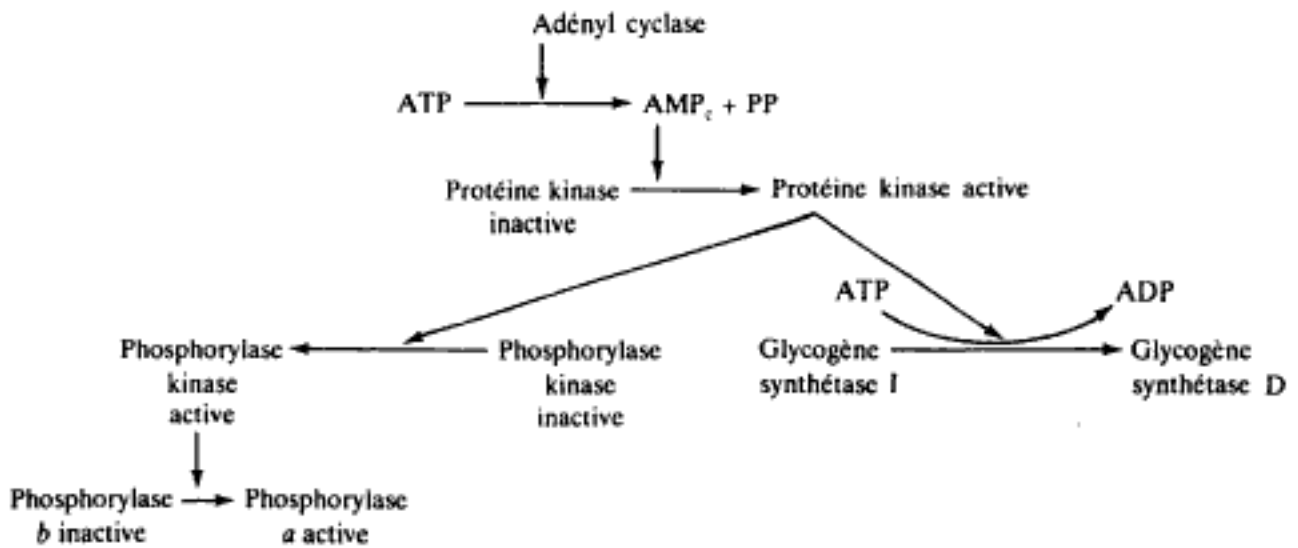 Adényl cyclase
ATP
AMPc + PP
Protéine kinase
inactive
Protéine kinase active
ATP
ADP
Phosphorylase
kinase
active
Phosphorylase
kinase
inactive
Glycogène
synthétase I
Glycogène
synthétase D
Phosphorylase
b inactive
Phosphorylase
a active